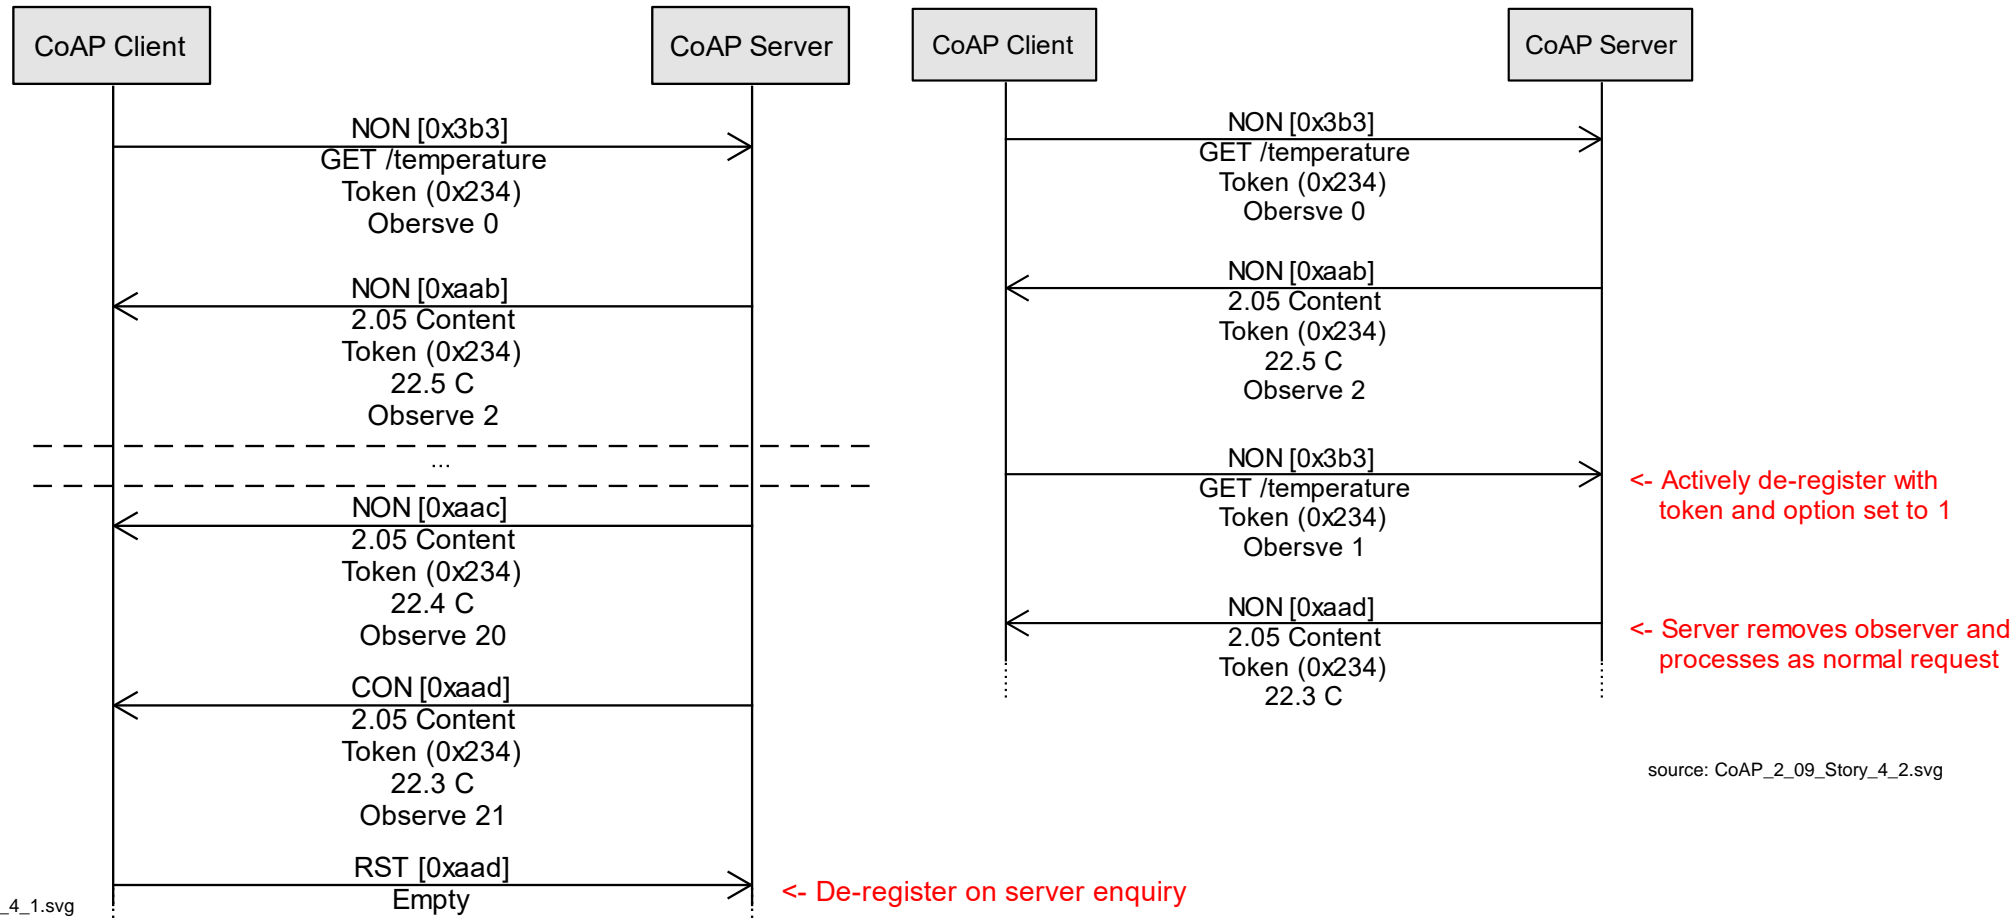 CoAP Client
CoAP Server
NON [0x3b3]
GET /temperature
Token (0x234)
Obersve 0
NON [0xaab]
2.05 Content
Token (0x234)
22.5 C
Observe 2
...
NON [0xaac]
2.05 Content
Token (0x234)
22.4 C
Observe 20
CON [0xaad]
2.05 Content
Token (0x234)
22.3 C
Observe 21
RST [0xaad]
Empty
<- De-register on server enquiry
_4_1.svg
CoAP Client
CoAP Server
NON [0x3b3]
GET /temperature
Token (0x234)
Obersve 0
NON [0xaab]
2.05 Content
Token (0x234)
22.5 C
Observe 2
NON [0x3b3]
GET /temperature
Token (0x234)
Obersve 1
<- Actively de-register with
token and option set to 1
NON [0xaad]
2.05 Content
Token (0x234)
22.3 C
<- Server removes observer and
processes as normal request
source: CoAP_2_09_Story_4_2.svg